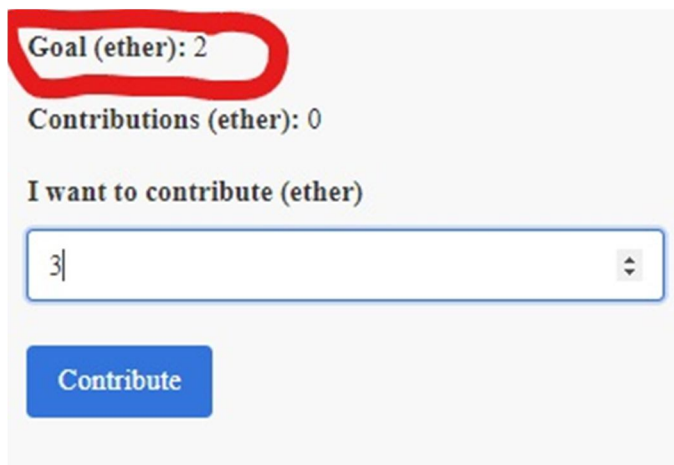 Goal (ether): 2
Contributions (ether): 0
I want to contribute (ether)
3
Contribute